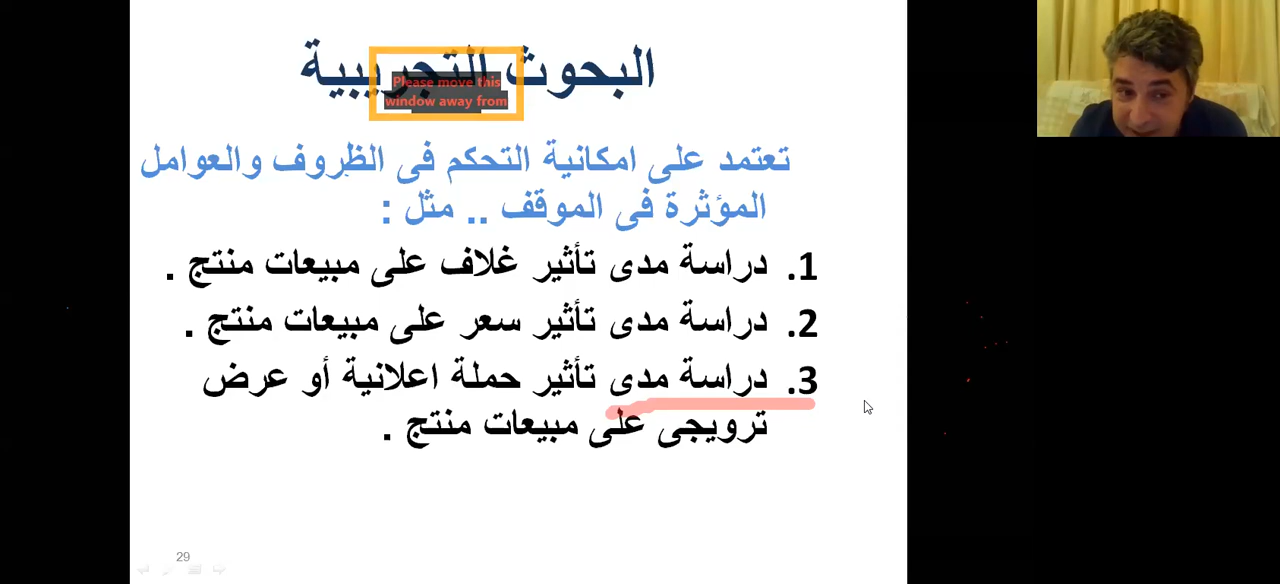 البحوث التجريبية
Please move this
window away from
تعتمد على امكانية التحكم فى الظروف والعوامل
المؤثرة فى الموقف .. مثل :
1. دراسة مدى تأثير غلاف على مبيعات منتج .
2. دراسة مدى تأثير سعر على مبيعات منتج .
3. دراسة مدى تأثير حملة اعلانية أو عرض
ترويجى على مبيعات منتج .
29